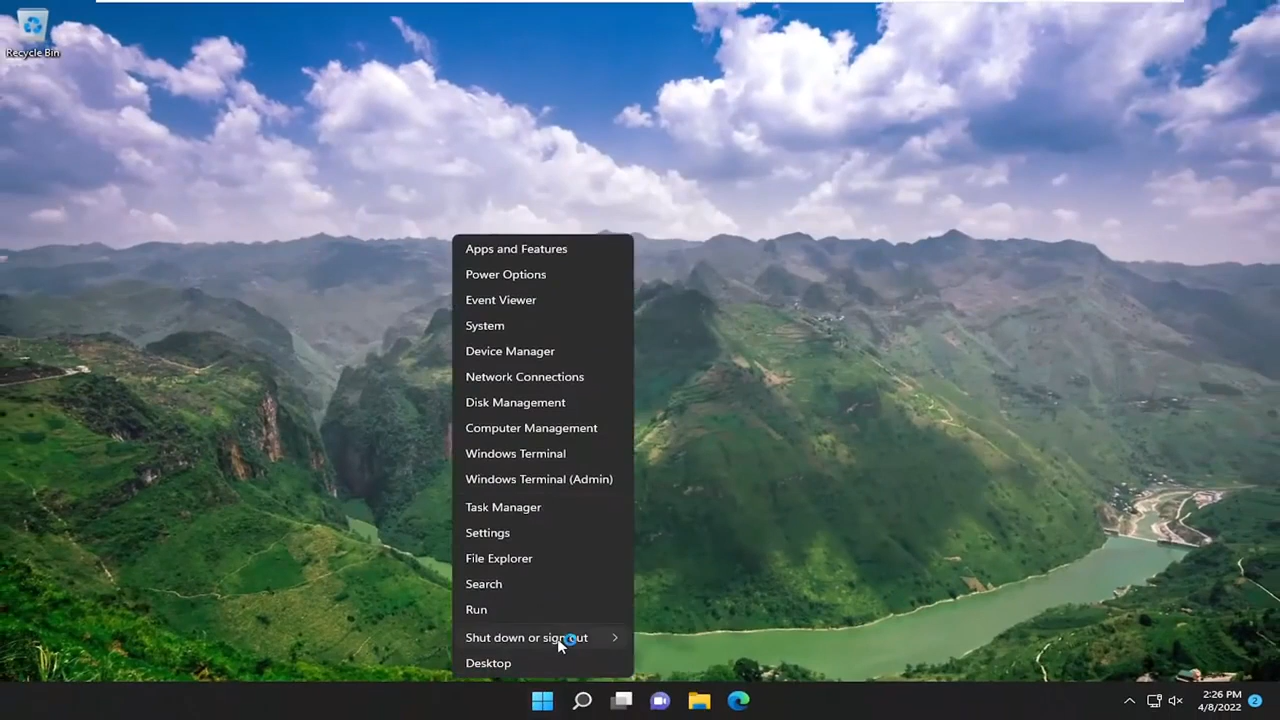 Recycle Bin
Apps and Features
Power Options
Event Viewer
System
Device Manager
Network Connections
Disk Management
Computer Management
Windows Terminal
Windows Terminal (Admin)
Task Manager
Settings
File Explorer
Search
Run
Shut down or sign out
Desktop
2:26 PM
4/8/2022
2